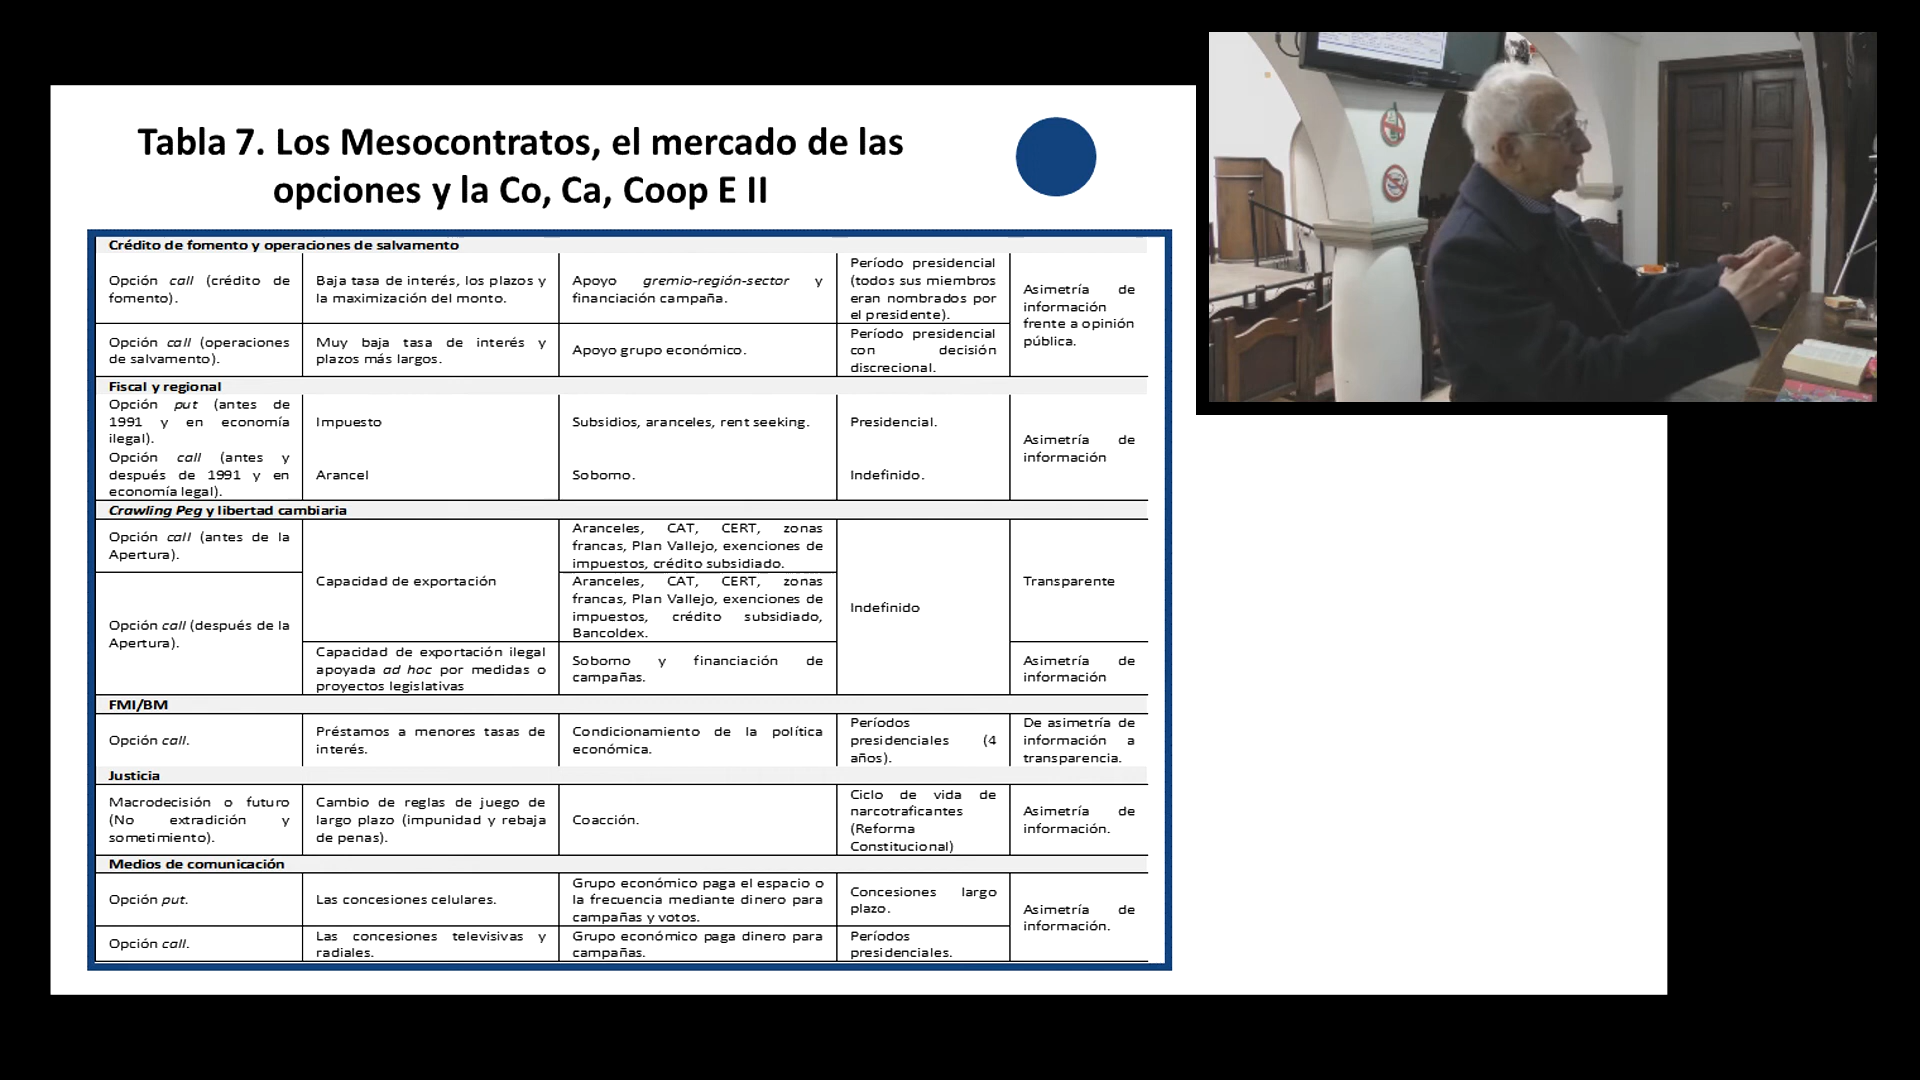 Tabla 7. Los Mesocontratos, el mercado de las
opciones y la Co, Ca, Coop E II
Crédito de fomento y operaciones de salvamento
Opción call (crédito de
fomento).
Baja tasa de interés, los plazos y
la maximización del monto.
Apoyo gremio-región-sector y
financiación campaña.
Período presidencial
(todos sus miembros
eran nombrados por
el presidente).
Asimetría de
información
frente a opinión
pública.
Opción call (operaciones
de salvamento).
Muy baja tasa de interés y
plazos más largos.
Apoyo grupo económico.
Período presidencial
con decisión
discrecional.
Fiscal y regional
Opción put (antes de
1991 y en economía
ilegal).
Impuesto
Subsidios, aranceles, rent seeking.
Presidencial.
Asimetría de
información
Opción call (antes y
después de 1991 y en
economía legal).
Arancel
Soborno.
Indefinido.
Crawling Peg y libertad cambiaria
Opción call (antes de la
Apertura).
Capacidad de exportación
Aranceles, CAT, CERT, zonas
francas, Plan Vallejo, exenciones de
impuestos, crédito subsidiado.
Indefinido
Transparente
Opción call (después de la
Apertura).
Aranceles, CAT, CERT, zonas
francas, Plan Vallejo, exenciones de
impuestos, crédito subsidiado,
Bancoldex.
Capacidad de exportación ilegal
apoyada ad hoc por medidas o
proyectos legislativas
Soborno y financiación de
campañas.
Asimetría de
información
FMI/BM
Opción call.
Préstamos a menores tasas de
interés.
Condicionamiento de la política
económica.
Períodos
presidenciales (4
años).
De asimetría de
información a
transparencia.
Justicia
Macrodecisión o futuro
(No extradición y
sometimiento).
Cambio de reglas de juego de
largo plazo (impunidad y rebaja
de penas).
Coacción.
Ciclo de vida de
narcotraficantes
(Reforma
Constitucional)
Asimetría de
información.
Medios de comunicación
Opción put.
Las concesiones celulares.
Grupo económico paga el espacio o
la frecuencia mediante dinero para
campañas y votos.
Concesiones largo
plazo.
Asimetría de
información.
Opción call.
Las concesiones televisivas y
radiales.
Grupo económico paga dinero para
campañas.
Períodos
presidenciales.